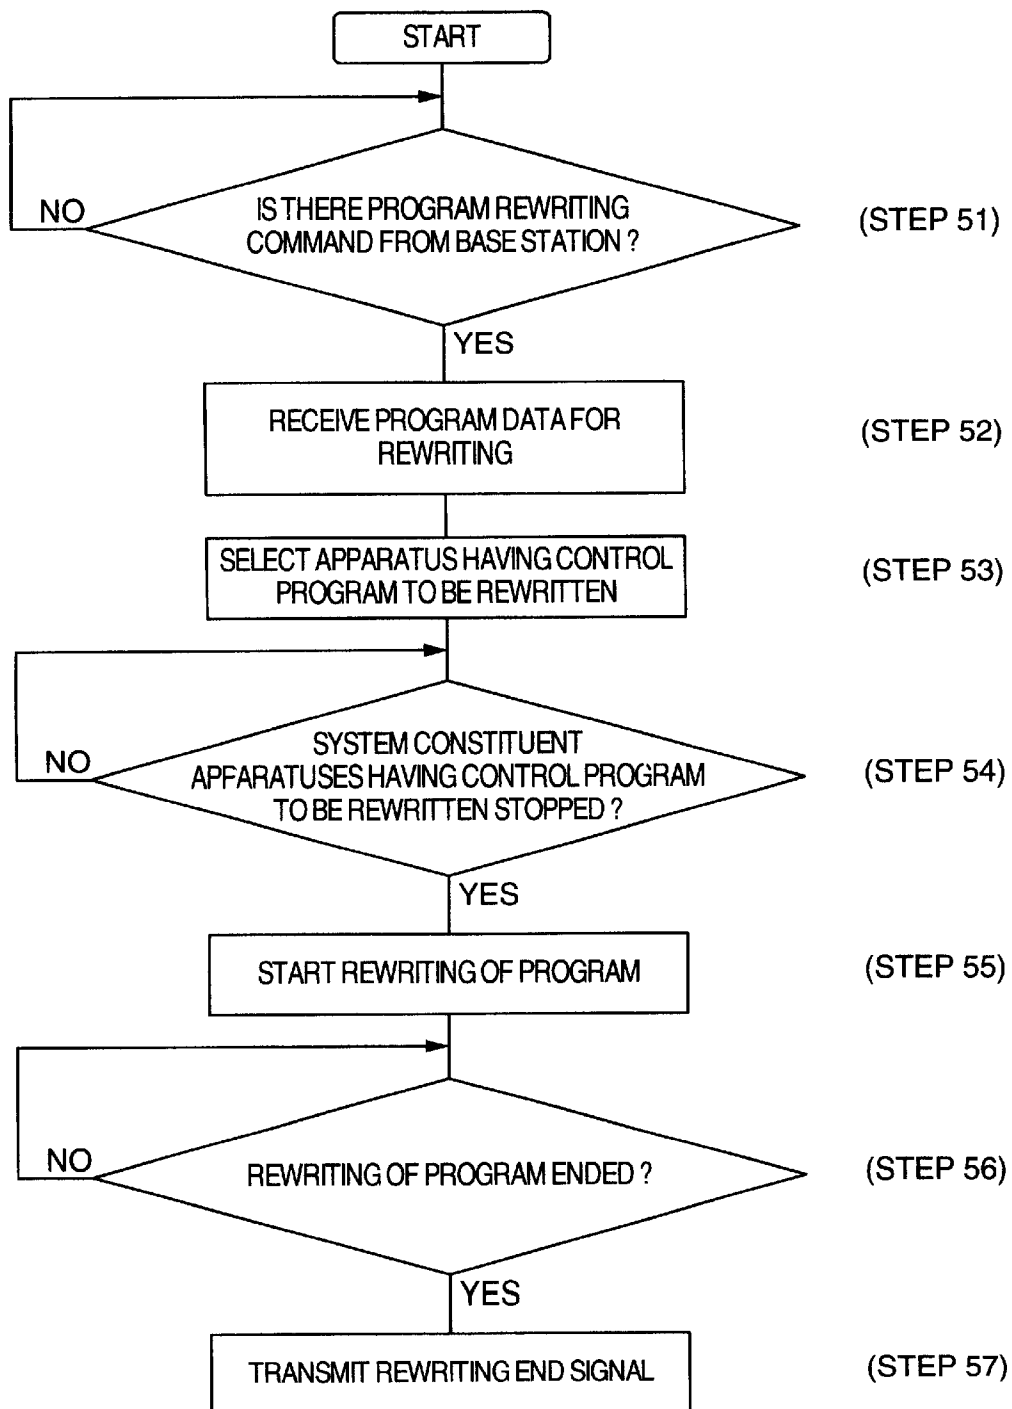 START
NO
IS THERE PROGRAM REWRITING
COMMAND FROM BASE STATION ?
(STEP 51)
YES
RECEIVE PROGRAM DATA FOR
REWRITING
(STEP 52)
SELECT APPARATUS HAVING CONTROL
PROGRAM TO BE REWRITTEN
(STEP 53)
NO
SYSTEM CONSTITUENT
APFARATUSES HAVING CONTROL PROGRAM
TO BE REWRITTEN STOPPED ?
(STEP 54)
YES
START REWRITING OF PROGRAM
(STEP 55)
NO
REWRITING OF PROGRAM ENDED ?
(STEP 56)
YES
TRANSMIT REWRITING END SIGNAL
(STEP 57)